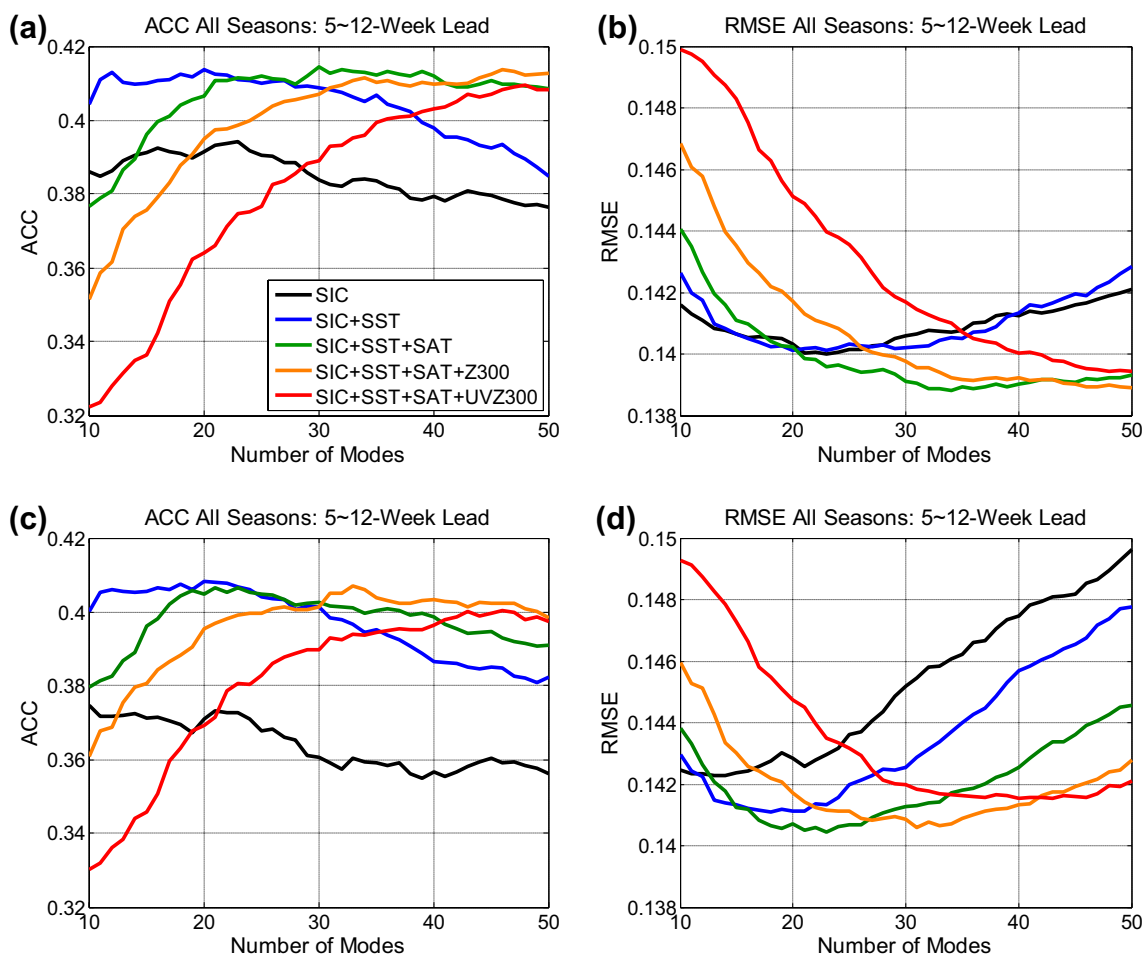 (a) ACC All Seasons: 5~12-Week Lead
0.42
0.4
0.38
0.36
0.34
0.32
ACC
10 20 30 40 50
Number of Modes
SIC
SIC+SST
SIC+SST+SAT
SIC+SST+SAT+Z300
SIC+SST+SAT+UVZ300
(b) RMSE All Seasons: 5~12-Week Lead
0.15
0.148
0.146
0.144
0.142
0.14
0.138
RMSE
10 20 30 40 50
Number of Modes
(c) ACC All Seasons: 5~12-Week Lead
0.42
0.4
0.38
0.36
0.34
0.32
ACC
10 20 30 40 50
Number of Modes
(d) RMSE All Seasons: 5~12-Week Lead
0.15
0.148
0.146
0.144
0.142
0.14
0.138
RMSE
10 20 30 40 50
Number of Modes